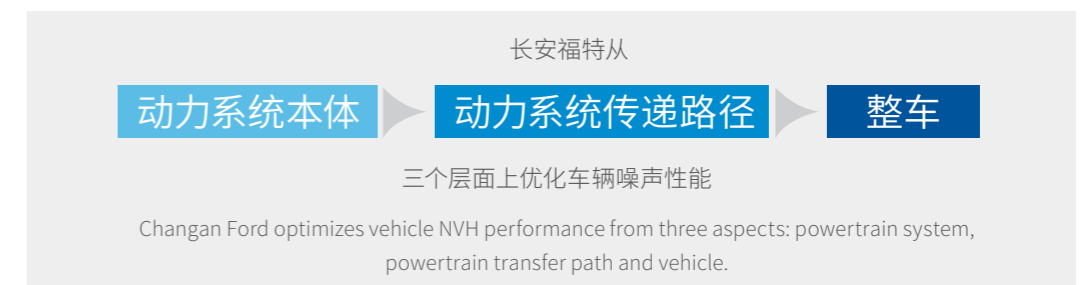 长安福特从
动力系统本体 动力系统传递路径 整车
三个层面上优化车辆噪声性能
Changan Ford optimizes vehicle NVH performance from three aspects: powertrain system,
powertrain transfer path and vehicle.